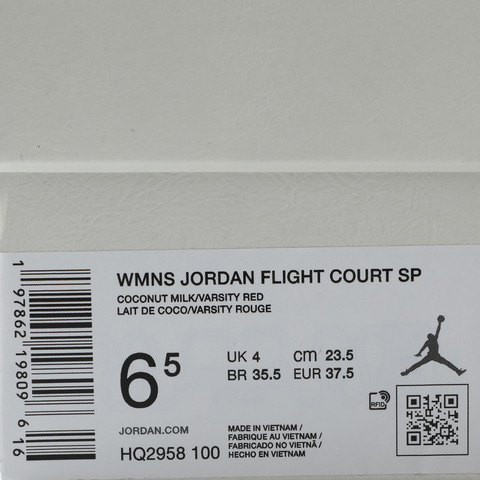 WMNS JORDAN FLIGHT COURT SP
COCONUT MILK/VARSITY RED
LAIT DE COCO/VARSITY ROUGE
6⁵
UK 4 cm 23.5
BR 35.5 EUR 37.5
RFID
JORDAN.COM
HQ2958 100
MADE IN VIETNAM /
FABRIQUE AU VIETNAM /
FABRICADO NO VIETNÃ /
HECHO EN VIETNAM
1 97862 19809 6 16